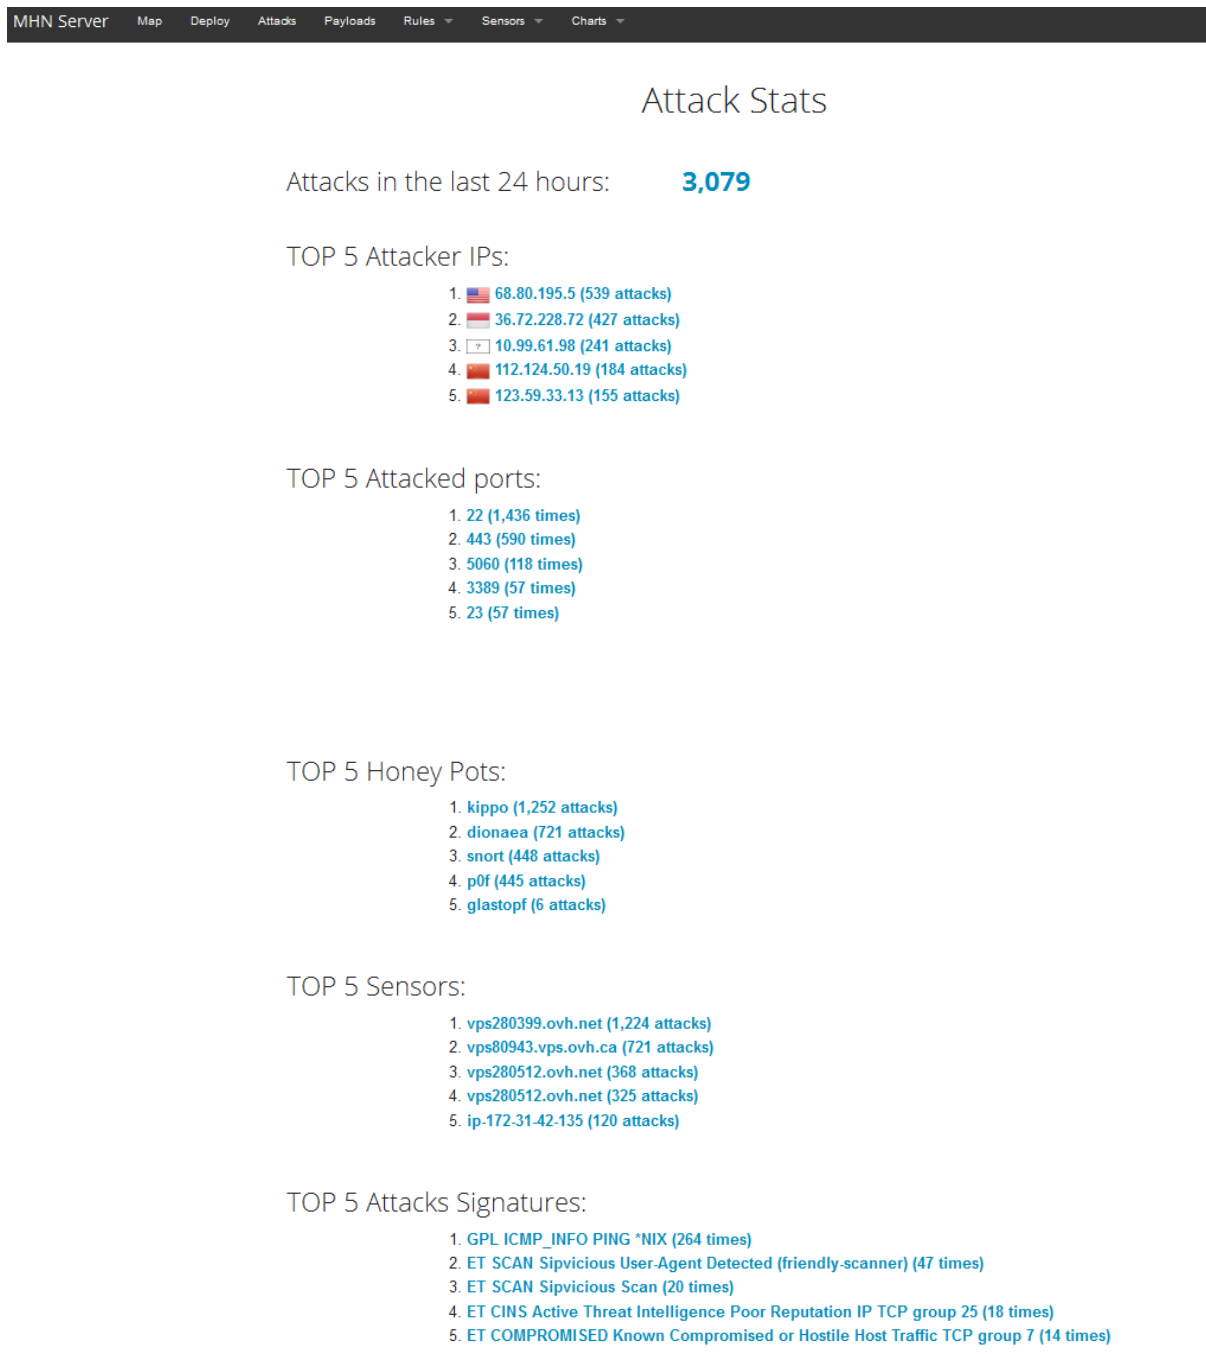 MHN Server Map Deploy Attacks Payloads Rules Sensors Charts
Attack Stats
Attacks in the last 24 hours: 3,079
TOP 5 Attacker IPs:
1. 68.80.195.5 (539 attacks)
2. 36.72.228.72 (427 attacks)
3. ? 10.99.61.98 (241 attacks)
4. 112.124.50.19 (184 attacks)
5. 123.59.33.13 (155 attacks)
TOP 5 Attacked ports:
1. 22 (1,436 times)
2. 443 (590 times)
3. 5060 (118 times)
4. 3389 (57 times)
5. 23 (57 times)
TOP 5 Honey Pots:
1. kippo (1,252 attacks)
2. dionaea (721 attacks)
3. snort (448 attacks)
4. p0f (445 attacks)
5. glastopf (6 attacks)
TOP 5 Sensors:
1. vps280399.ovh.net (1,224 attacks)
2. vps80943.vps.ovh.ca (721 attacks)
3. vps280512.ovh.net (368 attacks)
4. vps280512.ovh.net (325 attacks)
5. ip-172-31-42-135 (120 attacks)
TOP 5 Attacks Signatures:
1. GPL ICMP_INFO PING *NIX (264 times)
2. ET SCAN Sipvicious User-Agent Detected (friendly-scanner) (47 times)
3. ET SCAN Sipvicious Scan (20 times)
4. ET CINS Active Threat Intelligence Poor Reputation IP TCP group 25 (18 times)
5. ET COMPROMISED Known Compromised or Hostile Host Traffic TCP group 7 (14 times)